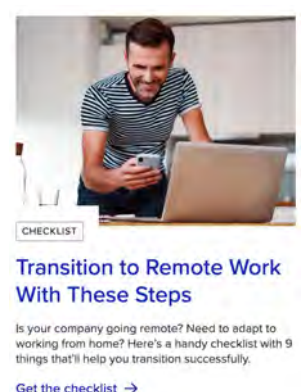 CHECKLIST
Transition to Remote Work
With These Steps
Is your company going remote? Need to adapt to
working from home? Here's a handy checklist with 9
things that'll help you transition successfully.
Get the checklist →